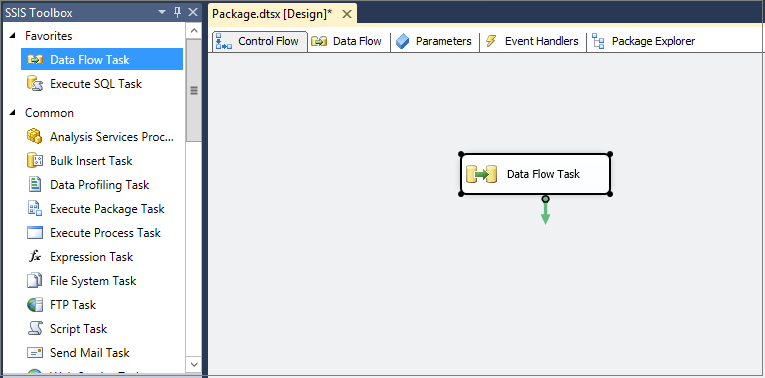 SSIS Toolbox
Favorites
Data Flow Task
Execute SQL Task
Common
Analysis Services Proc...
Bulk Insert Task
Data Profiling Task
Execute Package Task
Execute Process Task
fx Expression Task
File System Task
FTP Task
Script Task
Send Mail Task
Package.dtsx [Design]*
Control Flow Data Flow Parameters Event Handlers Package Explorer
Data Flow Task